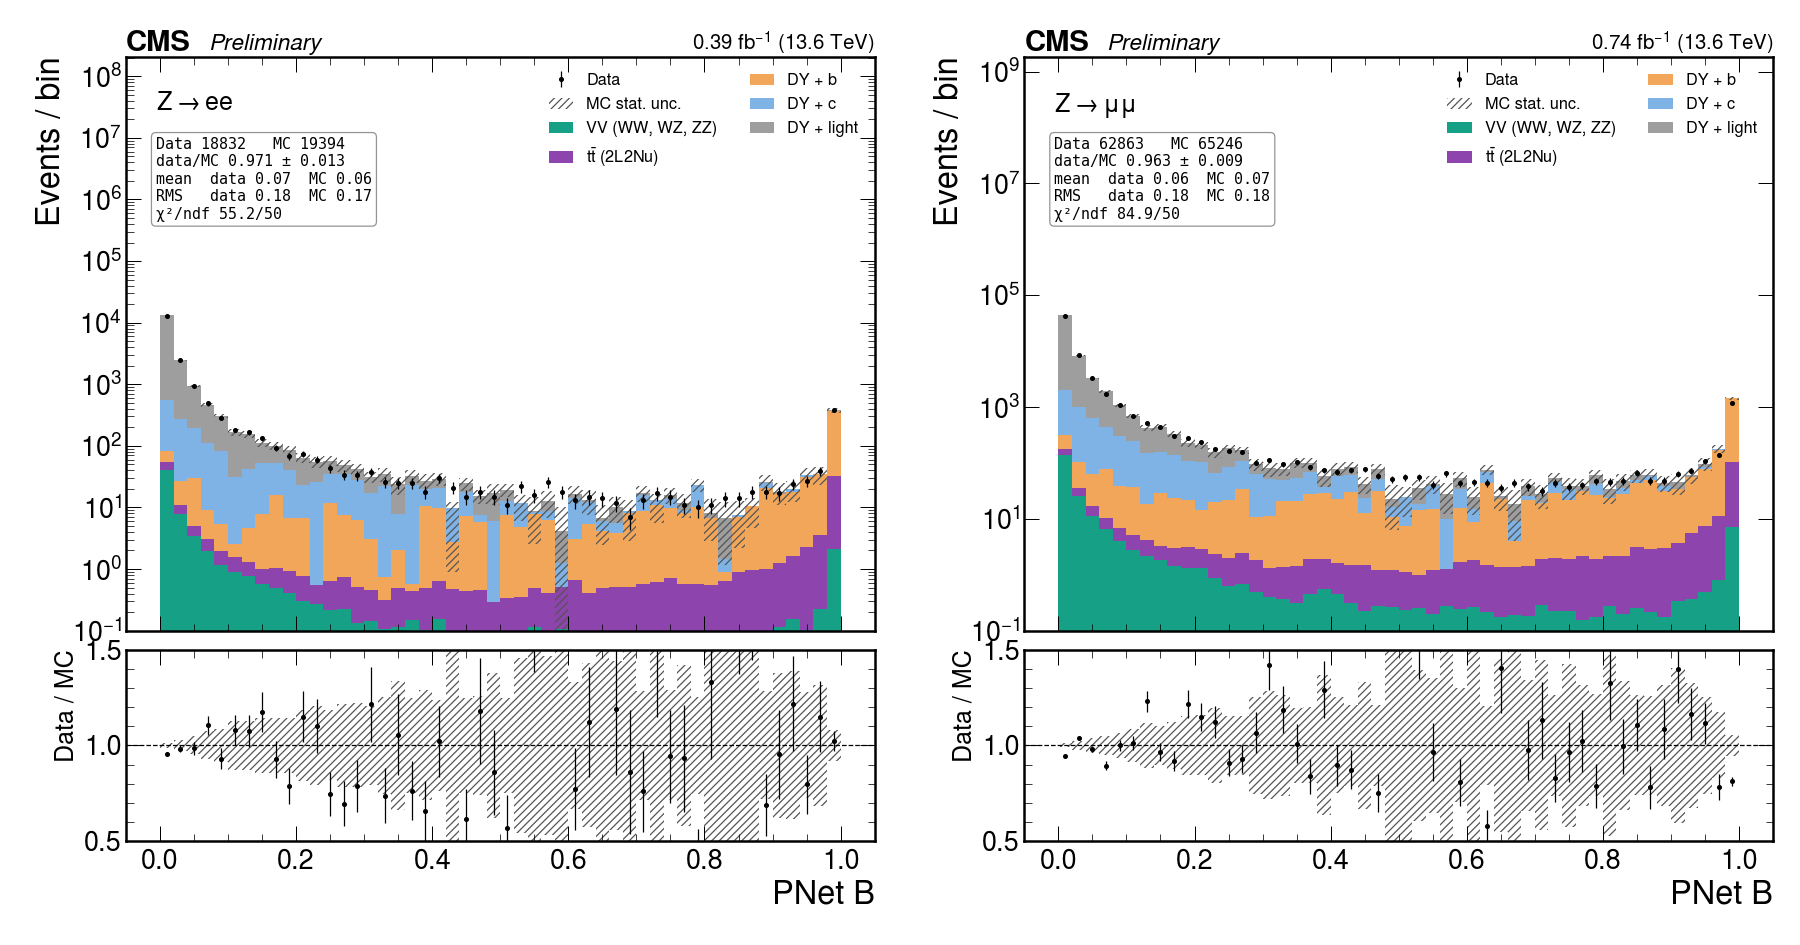 CMS Preliminary 0.39 fb⁻¹ (13.6 TeV)
Events / bin
10⁸
10⁷
10⁶
10⁵
10⁴
10³
10²
10¹
10⁰
10⁻¹
Z → ee
Data 18832   MC 19394
data/MC 0.971 ± 0.013
mean  data 0.07  MC 0.06
RMS   data 0.18  MC 0.17
χ²/ndf 55.2/50
Data
MC stat. unc.
VV (WW, WZ, ZZ)
tt̄ (2L2Nu)
DY + b
DY + c
DY + light
Data / MC
1.5
1.0
0.5
0.0 0.2 0.4 0.6 0.8 1.0
PNet B
CMS Preliminary 0.74 fb⁻¹ (13.6 TeV)
Events / bin
10⁹
10⁷
10⁵
10³
10¹
10⁻¹
Z → μμ
Data 62863   MC 65246
data/MC 0.963 ± 0.009
mean  data 0.06  MC 0.07
RMS   data 0.18  MC 0.18
χ²/ndf 84.9/50
Data
MC stat. unc.
VV (WW, WZ, ZZ)
tt̄ (2L2Nu)
DY + b
DY + c
DY + light
Data / MC
1.5
1.0
0.5
0.0 0.2 0.4 0.6 0.8 1.0
PNet B